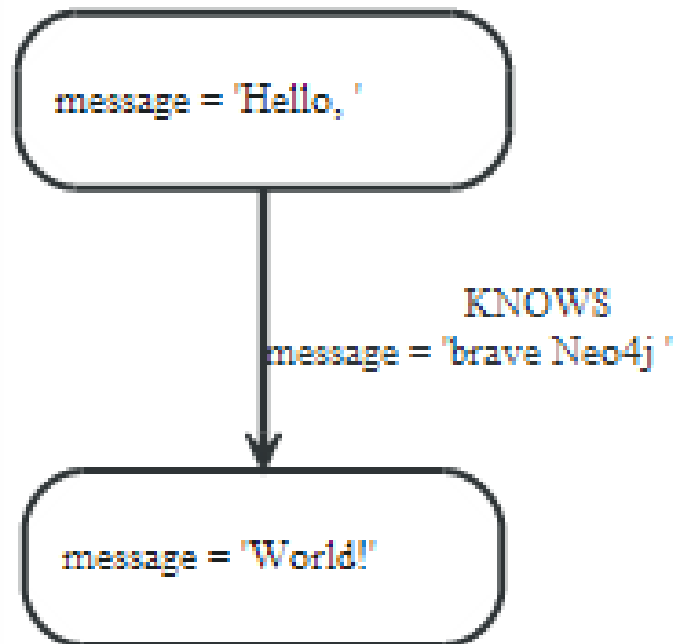 message = 'Hello, '
KNOWS
message = 'brave Neo4j '
message = 'World!'